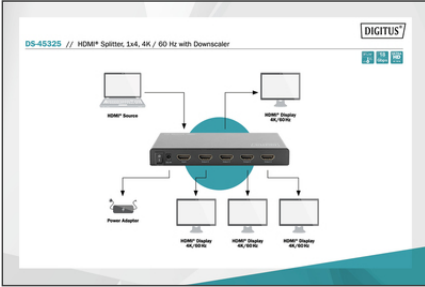 DIGITUS®
DS-45325 // HDMI® Splitter, 1x4, 4K / 60 Hz with Downscaler
HDMI® Source
HDMI® Display
4K/60Hz
Power Adapter
HDMI® Display
4K/60Hz
HDMI® Display
4K/60Hz
HDMI® Display
4K/60Hz